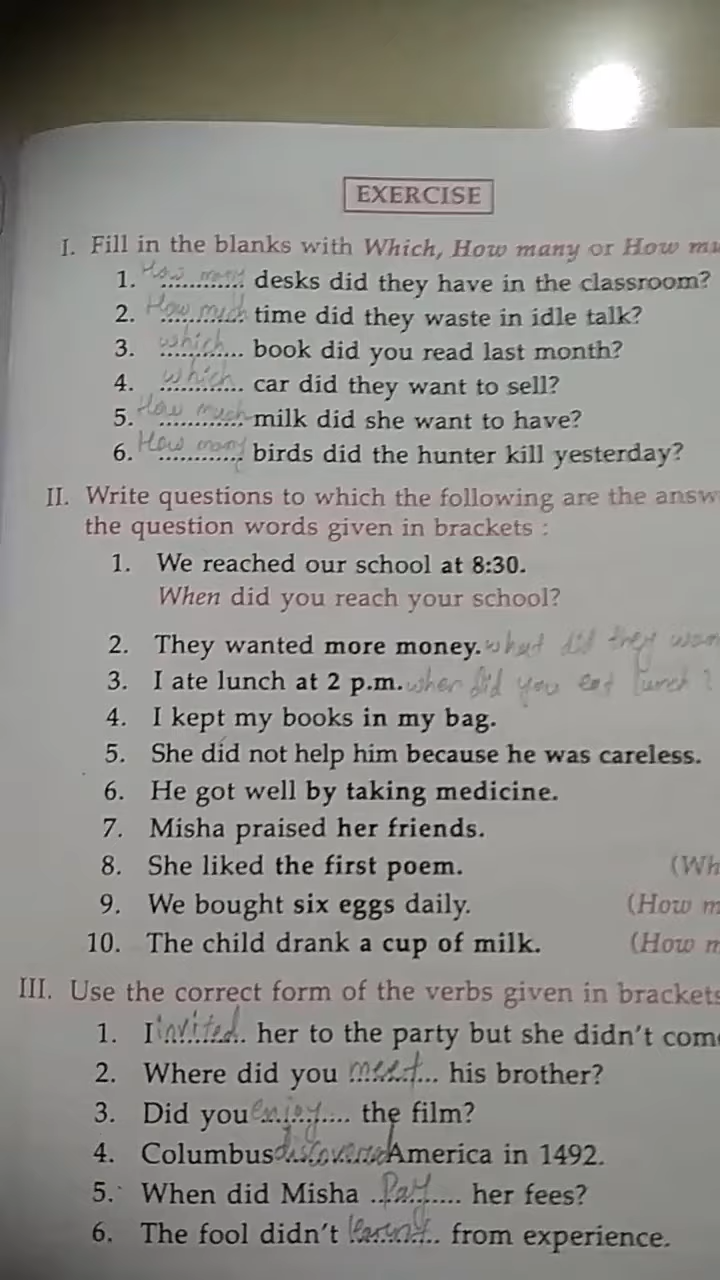 EXERCISE
I. Fill in the blanks with Which, How many or How mu
1. How many desks did they have in the classroom?
2. How much time did they waste in idle talk?
3. which book did you read last month?
4. which car did they want to sell?
5. How much milk did she want to have?
6. How many birds did the hunter kill yesterday?
II. Write questions to which the following are the answ
the question words given in brackets :
1. We reached our school at 8:30.
When did you reach your school?
2. They wanted more money. what did they wan
3. I ate lunch at 2 p.m. when did you eat lunch ?
4. I kept my books in my bag.
5. She did not help him because he was careless.
6. He got well by taking medicine.
7. Misha praised her friends.
8. She liked the first poem. (Wh
9. We bought six eggs daily. (How m
10. The child drank a cup of milk. (How m
III. Use the correct form of the verbs given in brackets
1. I invited her to the party but she didn't com
2. Where did you meet his brother?
3. Did you enjoy the film?
4. Columbus discovered America in 1492.
5. When did Misha Pay her fees?
6. The fool didn't from experience.